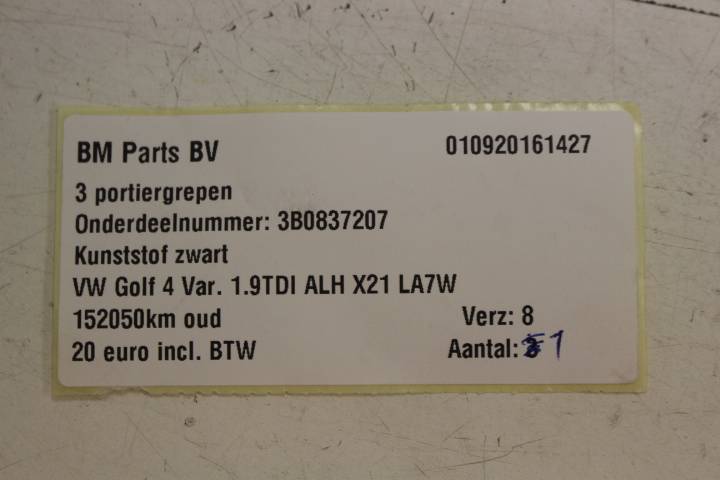 BM Parts BV 010920161427
3 portiergrepen
Onderdeelnummer: 3B0837207
Kunststof zwart
VW Golf 4 Var. 1.9TDI ALH X21 LA7W
152050km oud Verz: 8
20 euro incl. BTW Aantal: 1